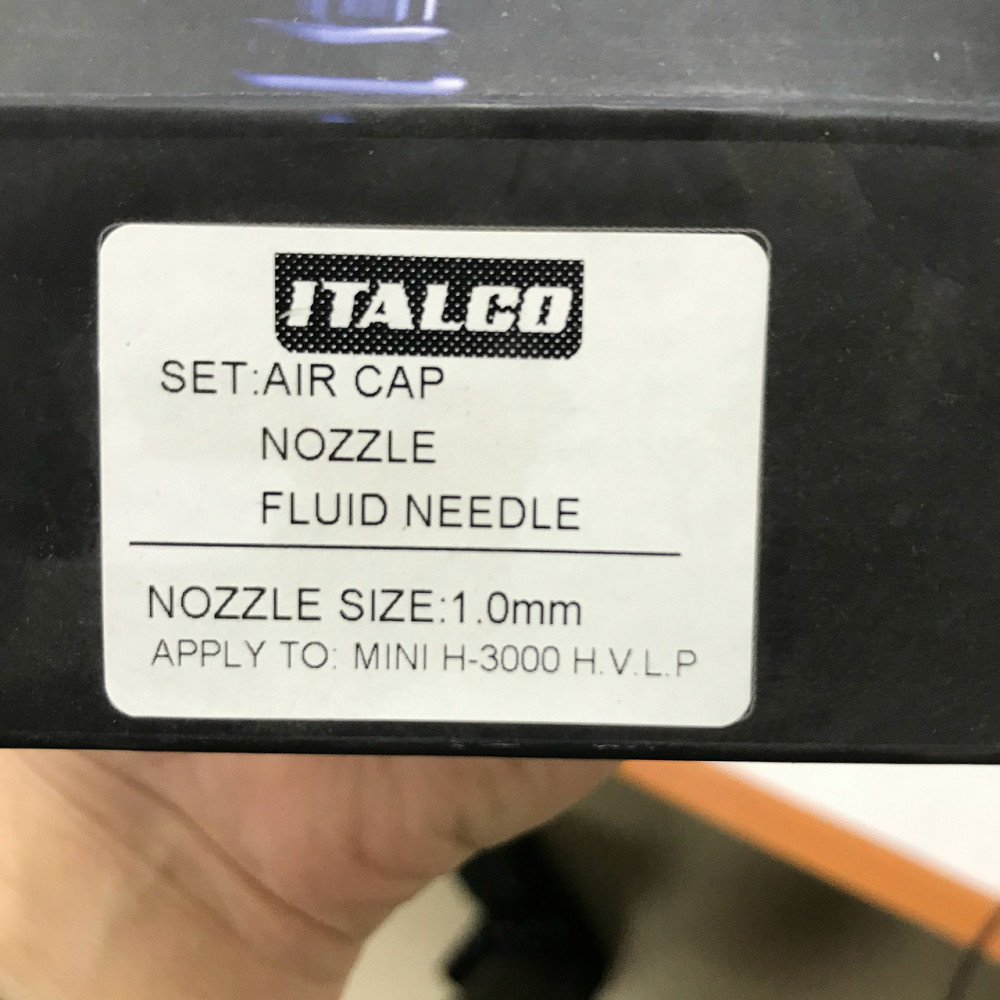 ITALCO
SET:AIR CAP
NOZZLE
FLUID NEEDLE
NOZZLE SIZE:1.0mm
APPLY TO: MINI H-3000 H.V.L.P